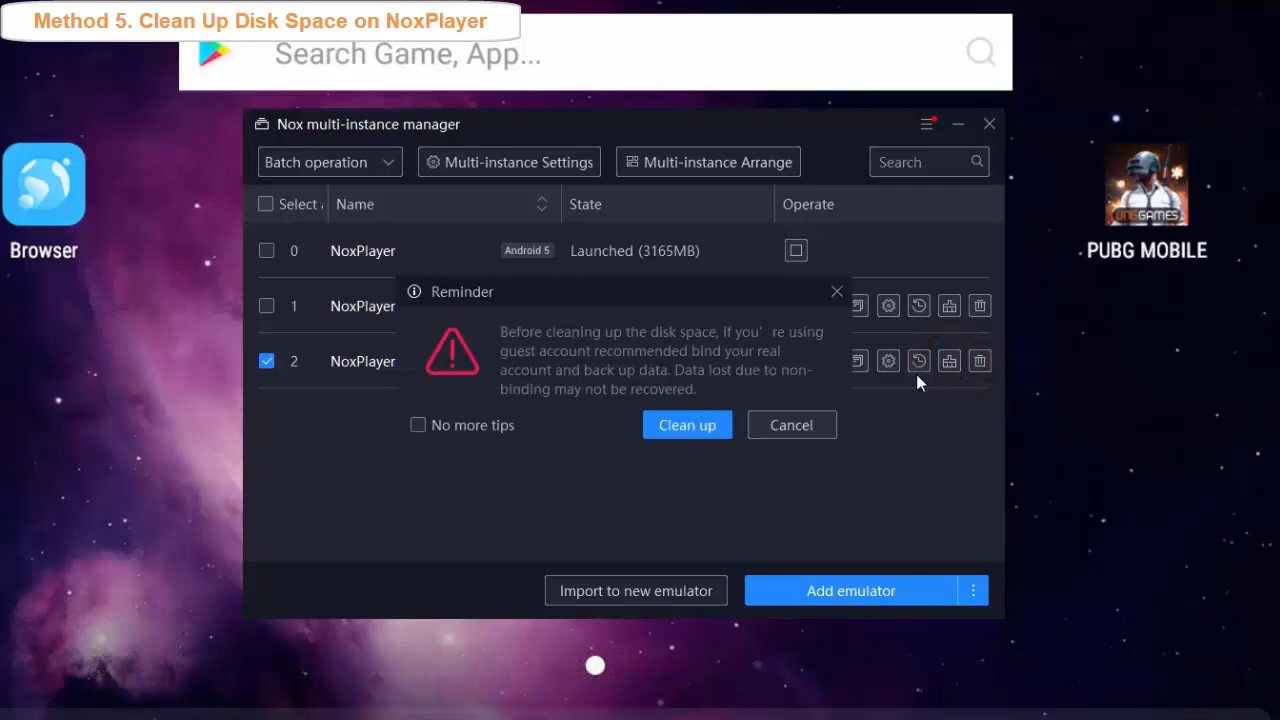 Method 5. Clean Up Disk Space on NoxPlayer
Search Game, App...
Nox multi-instance manager
Batch operation
Multi-instance Settings
Multi-instance Arrange
Search
Select
Name
State
Operate
0 NoxPlayer Android 5 Launched (3165MB)
1 NoxPlayer
2 NoxPlayer
Reminder
Before cleaning up the disk space, if you’re using
guest account recommended bind your real
account and back up data. Data lost due to non-
binding may not be recovered.
No more tips
Clean up
Cancel
Import to new emulator
Add emulator
Browser
GAMES
PUBG MOBILE